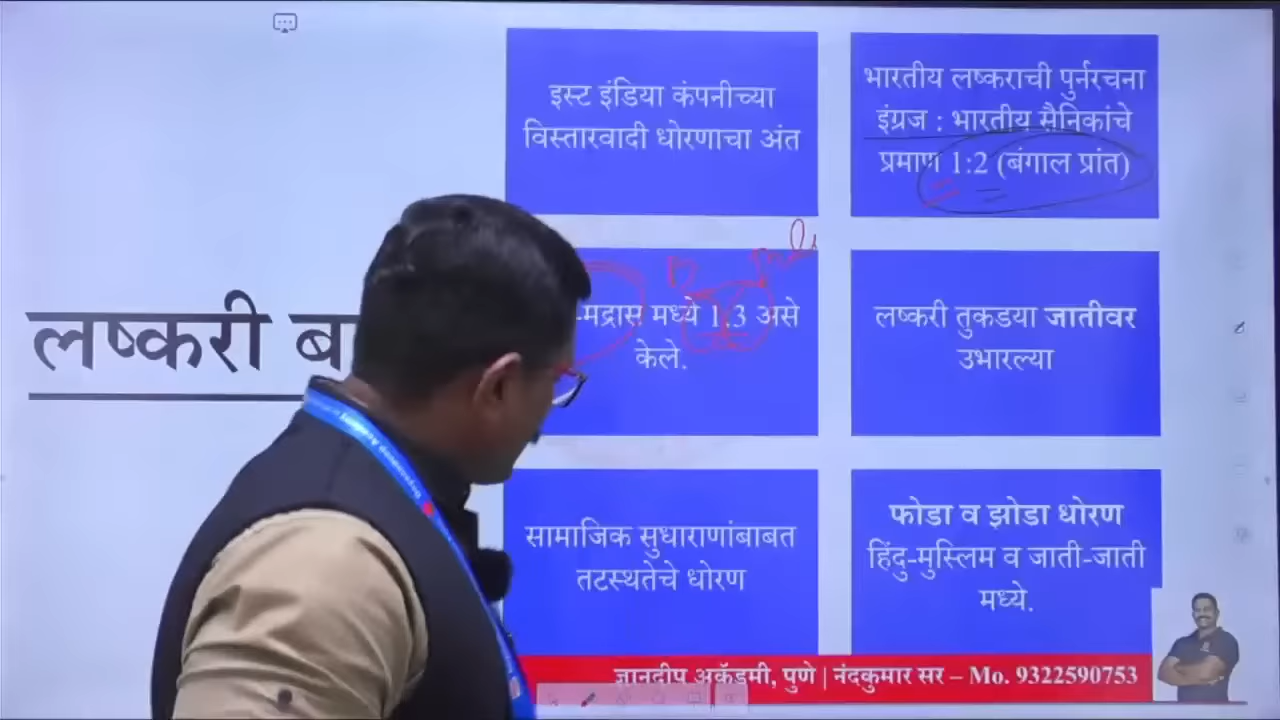 इस्ट इंडिया कंपनीच्या
विस्तारवादी धोरणाचा अंत
भारतीय लष्कराची पुर्नरचना
इंग्रज : भारतीय सैनिकांचे
प्रमाण 1:2 (बंगाल प्रांत)
लष्करी
-मद्रास मध्ये 1:3 असे
केले.
लष्करी तुकडया जातीवर
उभारल्या
सामाजिक सुधाराणांबाबत
तटस्थतेचे धोरण
फोडा व झोडा धोरण
हिंदु-मुस्लिम व जाती-जाती
मध्ये.
ज्ञानदीप अकॅडमी, पुणे | नंदकुमार सर – Mo. 9322590753